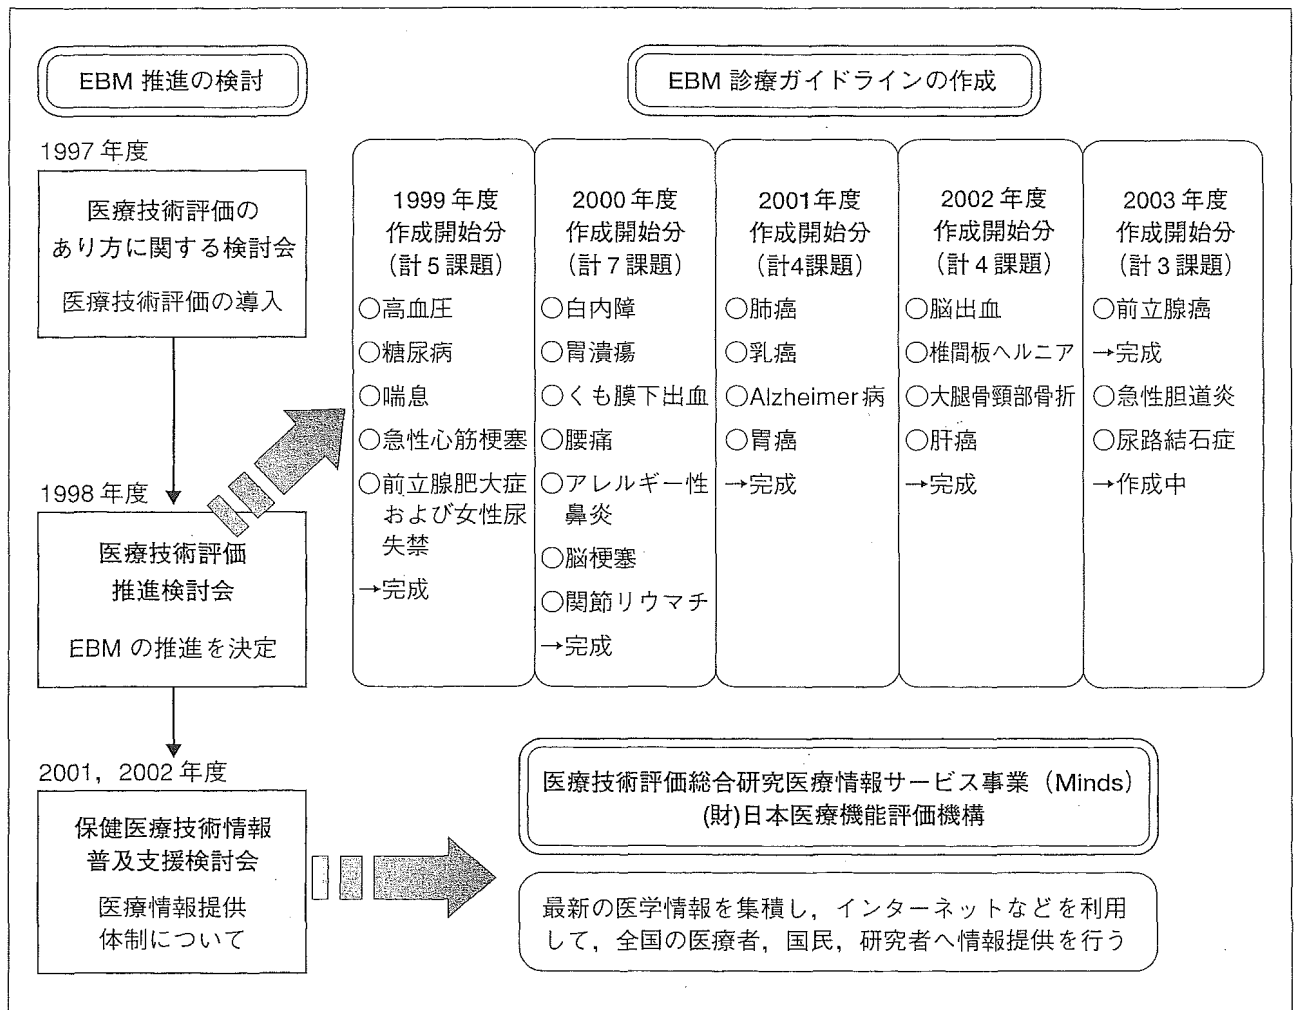 EBM 推進の検討
1997 年度
医療技術評価の
あり方に関する検討会
医療技術評価の導入
1998 年度
医療技術評価
推進検討会
EBM の推進を決定
2001，2002 年度
保健医療技術情報
普及支援検討会
医療情報提供
体制について
EBM 診療ガイドラインの作成
1999 年度
作成開始分
（計 5 課題）
○高血圧
○糖尿病
○喘息
○急性心筋梗塞
○前立腺肥大症
および女性尿
失禁
→完成
2000 年度
作成開始分
（計 7 課題）
○白内障
○胃潰瘍
○くも膜下出血
○腰痛
○アレルギー性
鼻炎
○脳梗塞
○関節リウマチ
→完成
2001年度
作成開始分
（計4課題）
○肺癌
○乳癌
○Alzheimer 病
○胃癌
→完成
2002 年度
作成開始分
（計 4 課題）
○脳出血
○椎間板ヘルニア
○大腿骨頸部骨折
○肝癌
→完成
2003 年度
作成開始分
（計 3 課題）
○前立腺癌
→完成
○急性胆道炎
○尿路結石症
→作成中
医療技術評価総合研究医療情報サービス事業（Minds）
(財)日本医療機能評価機構
最新の医学情報を集積し，インターネットなどを利用
して，全国の医療者，国民，研究者へ情報提供を行う